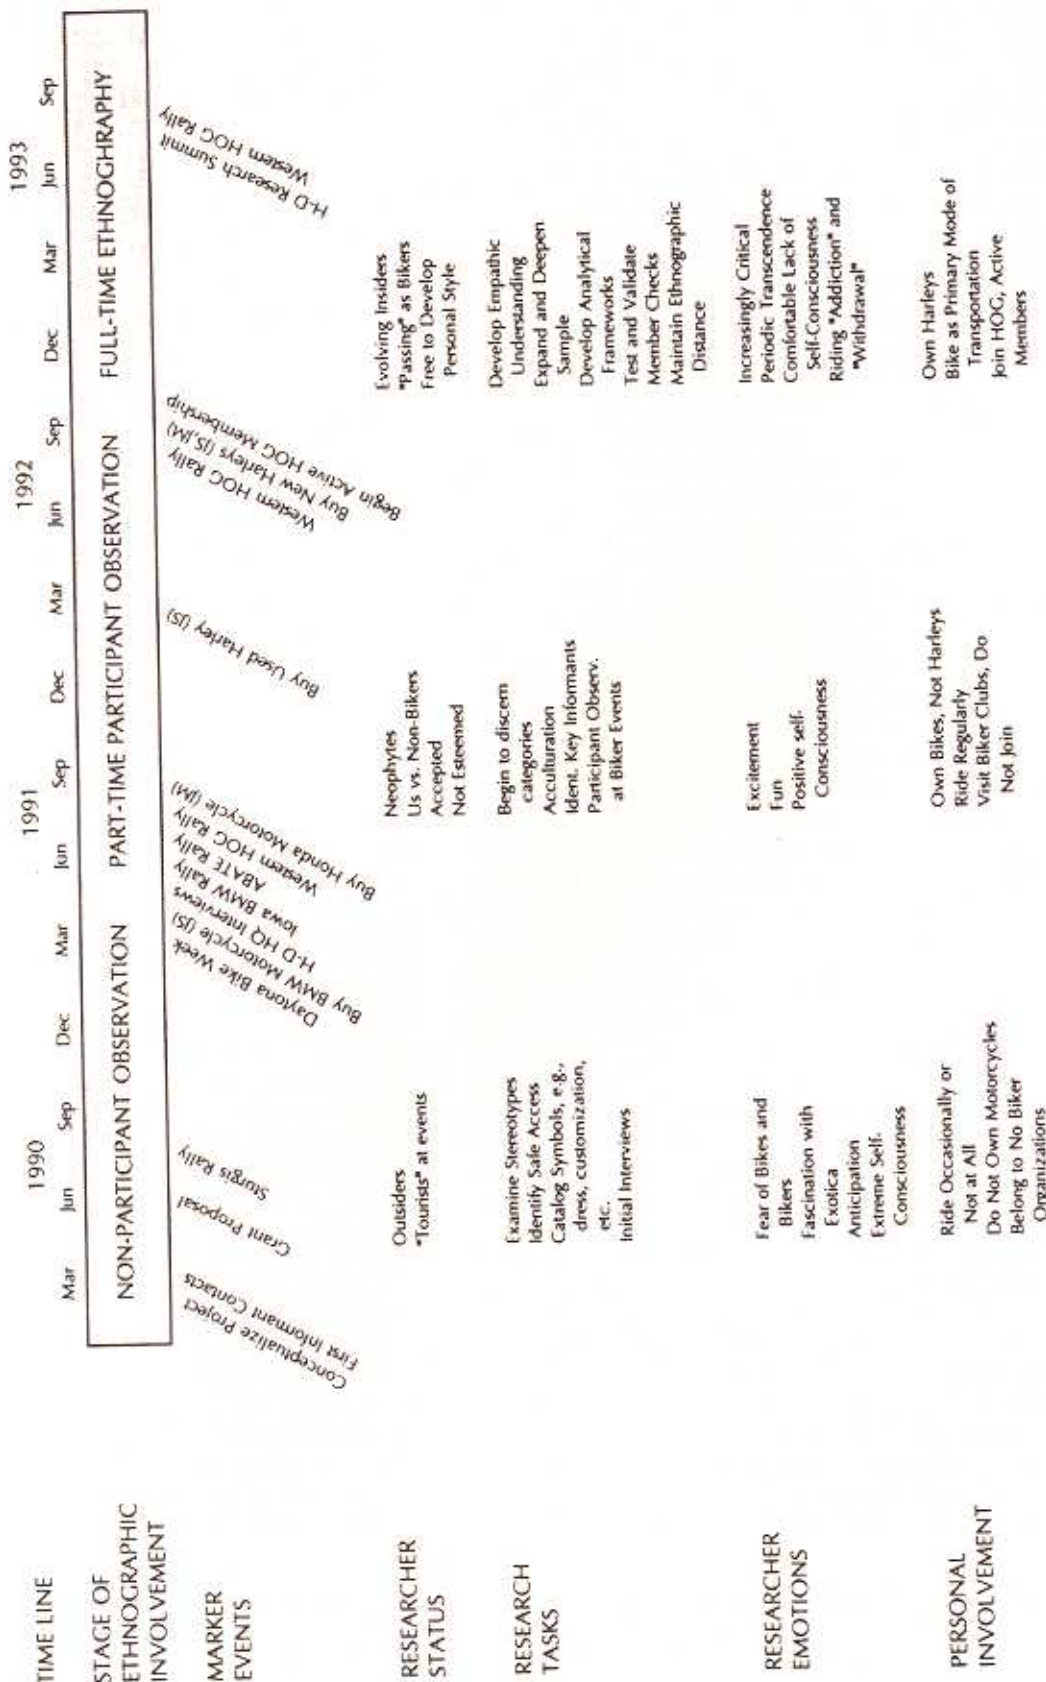 TIME LINE
1990
1991
1992
1993
Mar Jun Sep Dec Mar Jun Sep Dec Mar Jun Sep Dec Mar Jun Sep
STAGE OF
ETHNOGRAPHIC
INVOLVEMENT
NON-PARTICIPANT OBSERVATION
PART-TIME PARTICIPANT OBSERVATION
FULL-TIME ETHNOGHRAPHY
MARKER
EVENTS
Conceptualize Project
First Informant Contacts
Grant Proposal
Sturgis Rally
Daytona Bike Week
Buy BMW Motorcycle (JS)
H-D HQ Interviews
Iowa BMW Rally
ABATE Rally
Western HOG Rally
Buy Honda Motorcycle (JM)
Buy Used Harley (JS)
Western HOG Rally
Buy New Harleys (JS,JM)
Begin Active HOG Membership
H-D Research Summit
Western HOG Rally
RESEARCHER
STATUS
Outsiders
"Tourists" at events
Neophytes
Us vs. Non-Bikers
Accepted
Not Esteemed
Evolving Insiders
"Passing" as Bikers
Free to Develop
Personal Style
RESEARCH
TASKS
Examine Stereotypes
Identify Safe Access
Catalog Symbols, e.g.,
dress, customization,
etc.
Initial Interviews
Begin to discern
categories
Acculturation
Ident. Key Informants
Participant Observ.
at Biker Events
Develop Empathic
Understanding
Expand and Deepen
Sample
Develop Analytical
Frameworks
Test and Validate
Member Checks
Maintain Ethnographic
Distance
RESEARCHER
EMOTIONS
Fear of Bikes and
Bikers
Fascination with
Exotica
Anticipation
Extreme Self-
Consciousness
Excitement
Fun
Positive self-
Consciousness
Increasingly Critical
Periodic Transcendence
Comfortable Lack of
Self-Consciousness
Riding "Addiction" and
"Withdrawal"
PERSONAL
INVOLVEMENT
Ride Occasionally or
Not at All
Do Not Own Motorcycles
Belong to No Biker
Organizations
Own Bikes, Not Harleys
Ride Regularly
Visit Biker Clubs, Do
Not Join
Own Harleys
Bike as Primary Mode of
Transportation
Join HOG, Active
Members